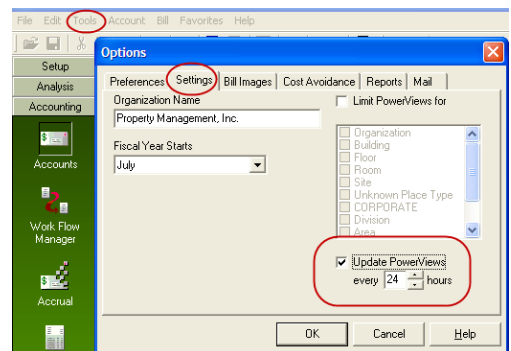 File Edit Tools Account Bill Favorites Help
Options
Setup
Analysis
Accounting
Accounts
Work Flow
Manager
Accrual
Preferences Settings Bill Images Cost Avoidance Reports Mail
Organization Name
Property Management, Inc.
Fiscal Year Starts
July
Limit PowerViews for
Organization
Building
Floor
Room
Site
Unknown Place Type
CORPORATE
Division
Area
Update PowerViews
every 24 hours
OK Cancel Help